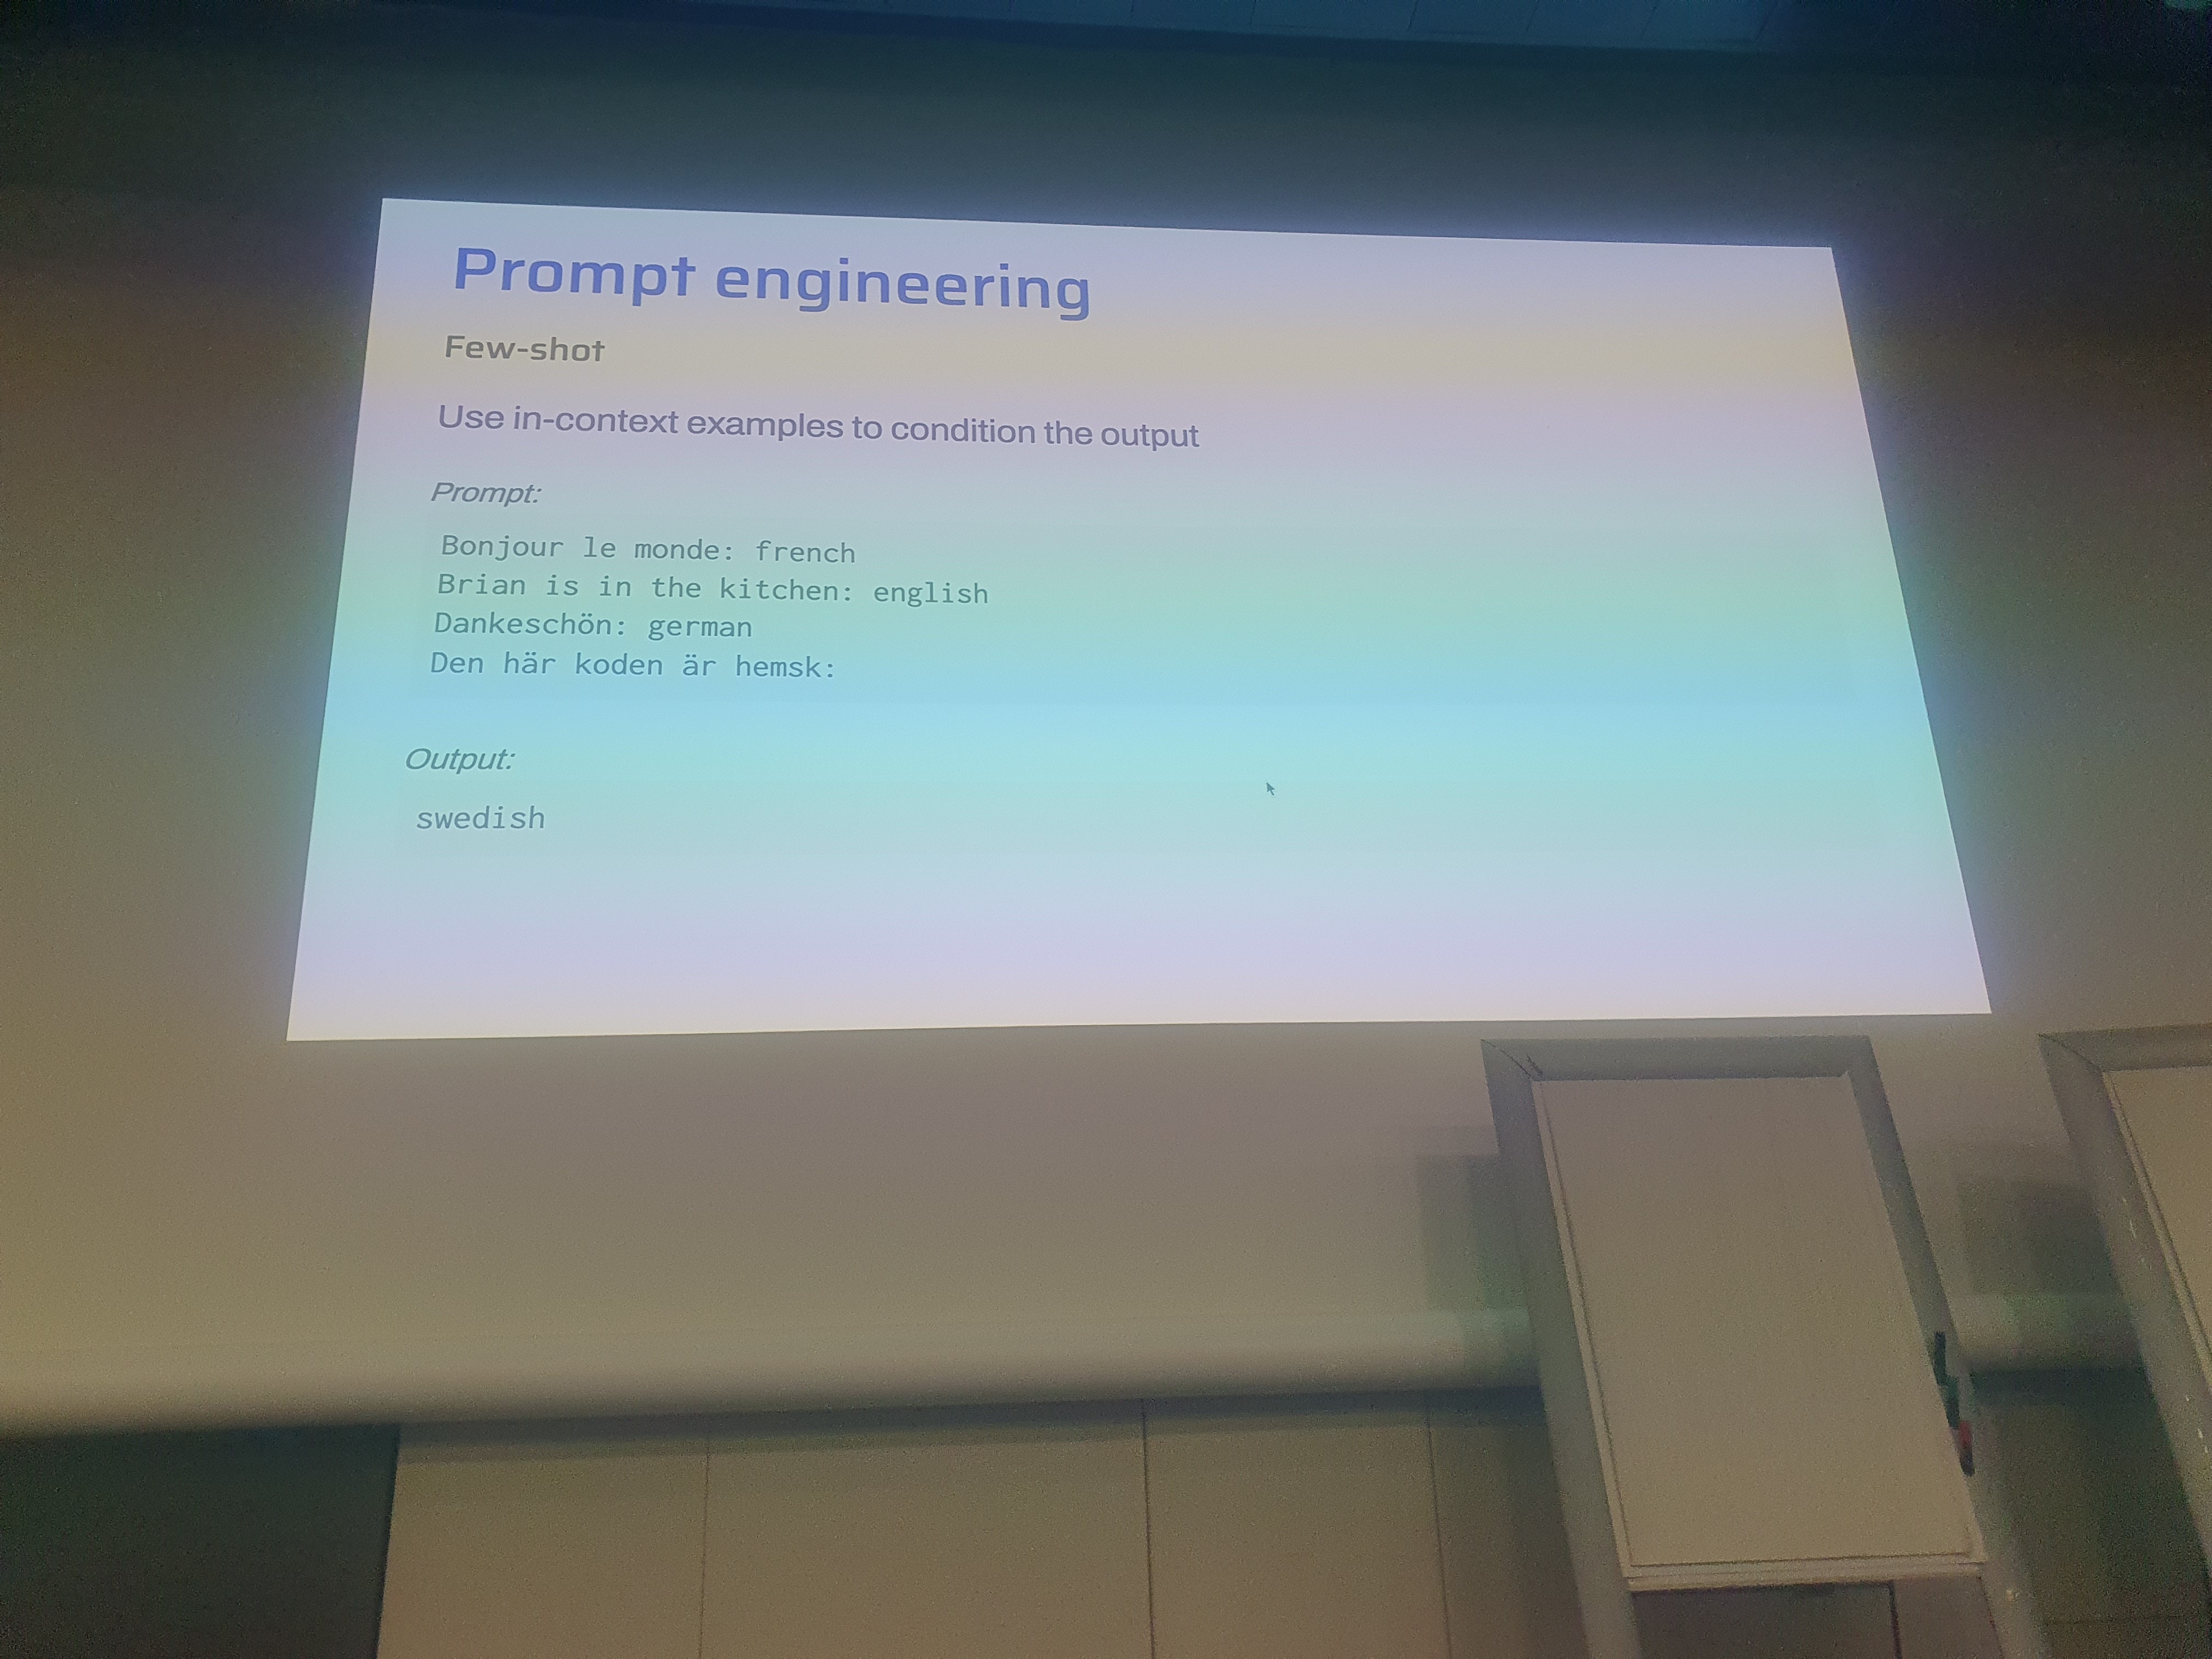 Prompt engineering
Few-shot
Use in-context examples to condition the output
Prompt:
Bonjour le monde: french
Brian is in the kitchen: english
Dankeschön: german
Den här koden är hemsk:
Output:
swedish